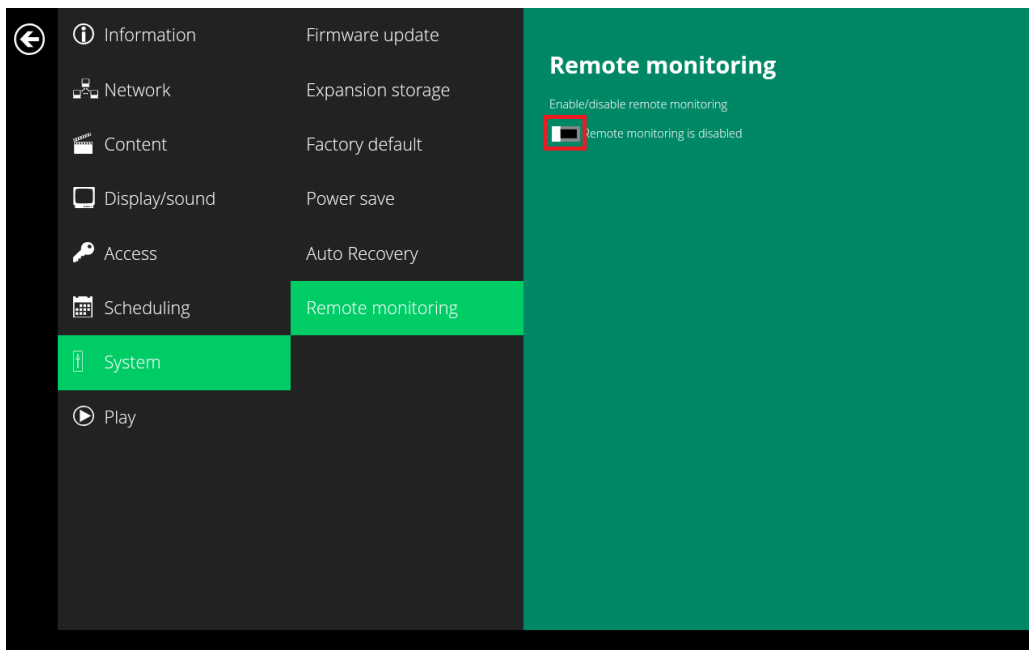 Information
Network
Content
Display/sound
Access
Scheduling
System
Play
Firmware update
Expansion storage
Factory default
Power save
Auto Recovery
Remote monitoring
Remote monitoring
Enable/disable remote monitoring
Remote monitoring is disabled